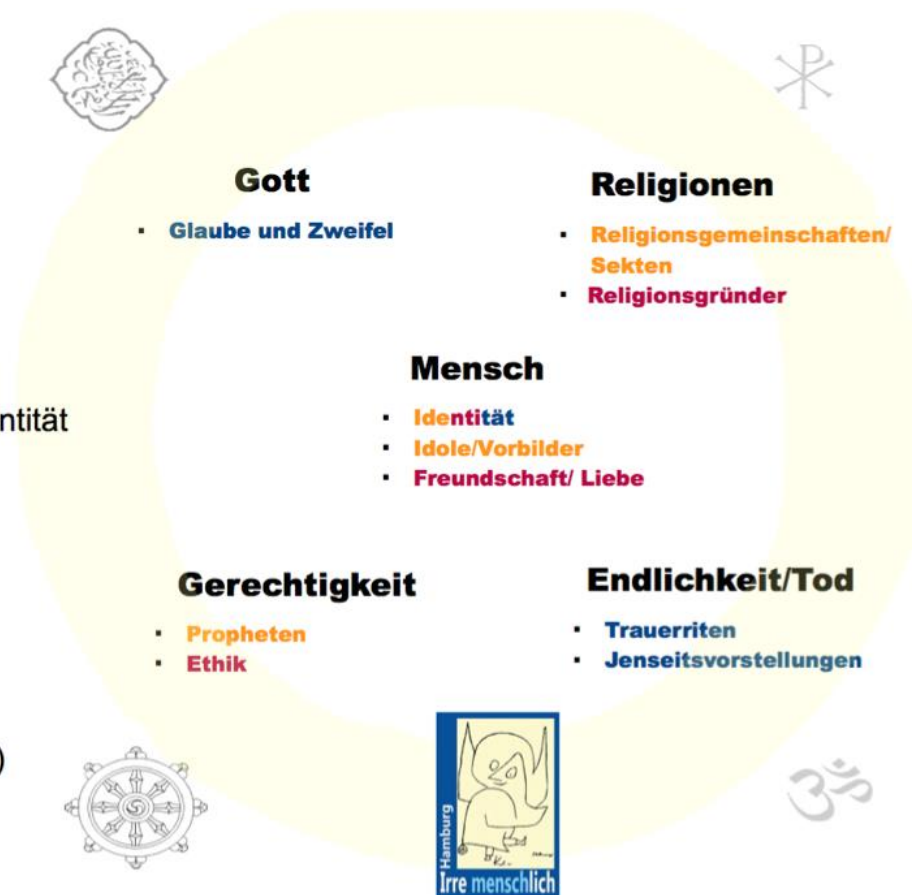 Gott
▪ Glaube und Zweifel
Religionen
▪ Religionsgemeinschaften/
Sekten
▪ Religionsgründer
Mensch
▪ Identität
▪ Idole/Vorbilder
▪ Freundschaft/ Liebe
ntität
Gerechtigkeit
▪ Propheten
▪ Ethik
Endlichkeit/Tod
▪ Trauerriten
▪ Jenseitsvorstellungen
)
ॐ
Hamburg
Irre menschlich